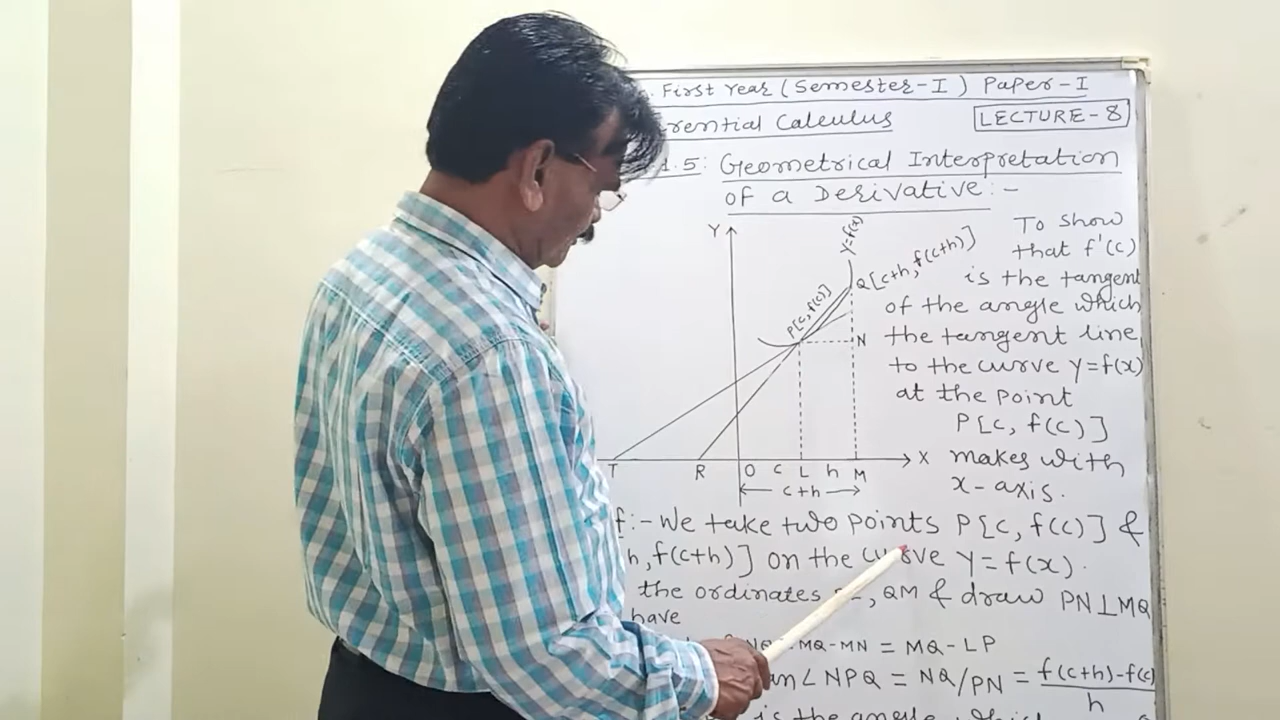 First Year (Semester-I) Paper-I
rential Calculus
LECTURE-8
1.5: Geometrical Interpretation
of a Derivative:-
Y
Y=f(x)
Q[c+h, f(c+h)]
P[c, f(c)]
N
T R O C L h M X
c+h
To show
that f'(c)
is the tangent
of the angle which
the tangent line
to the curve y=f(x)
at the point
P[c, f(c)]
makes with
x-axis.
f:- We take two points P[c, f(c)] &
h, f(c+h)] on the curve y=f(x).
the ordinates , QM & draw PN⊥MQ
have
MQ-MN = MQ-LP
an∠NPQ = NQ/PN = f(c+h)-f(c)
h
is the angle which